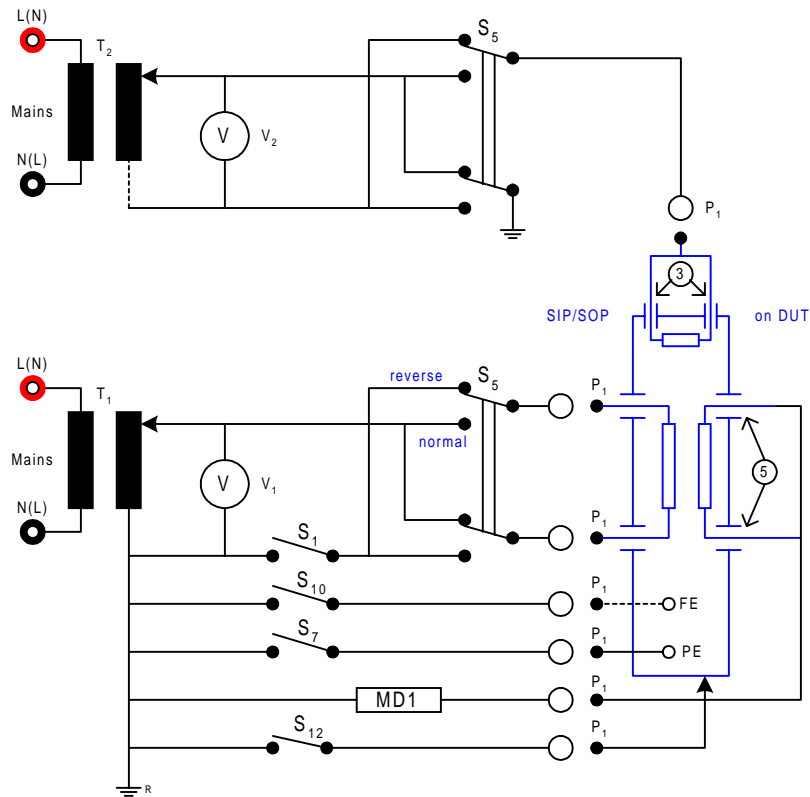 L(N)
T2
S5
Mains
V
V2
N(L)
P1
3
SIP/SOP
on DUT
L(N)
reverse
S5
P1
T1
normal
Mains
V
V1
5
N(L)
P1
S1
S10
P1
FE
S7
P1
PE
MD1
P1
S12
P1
R